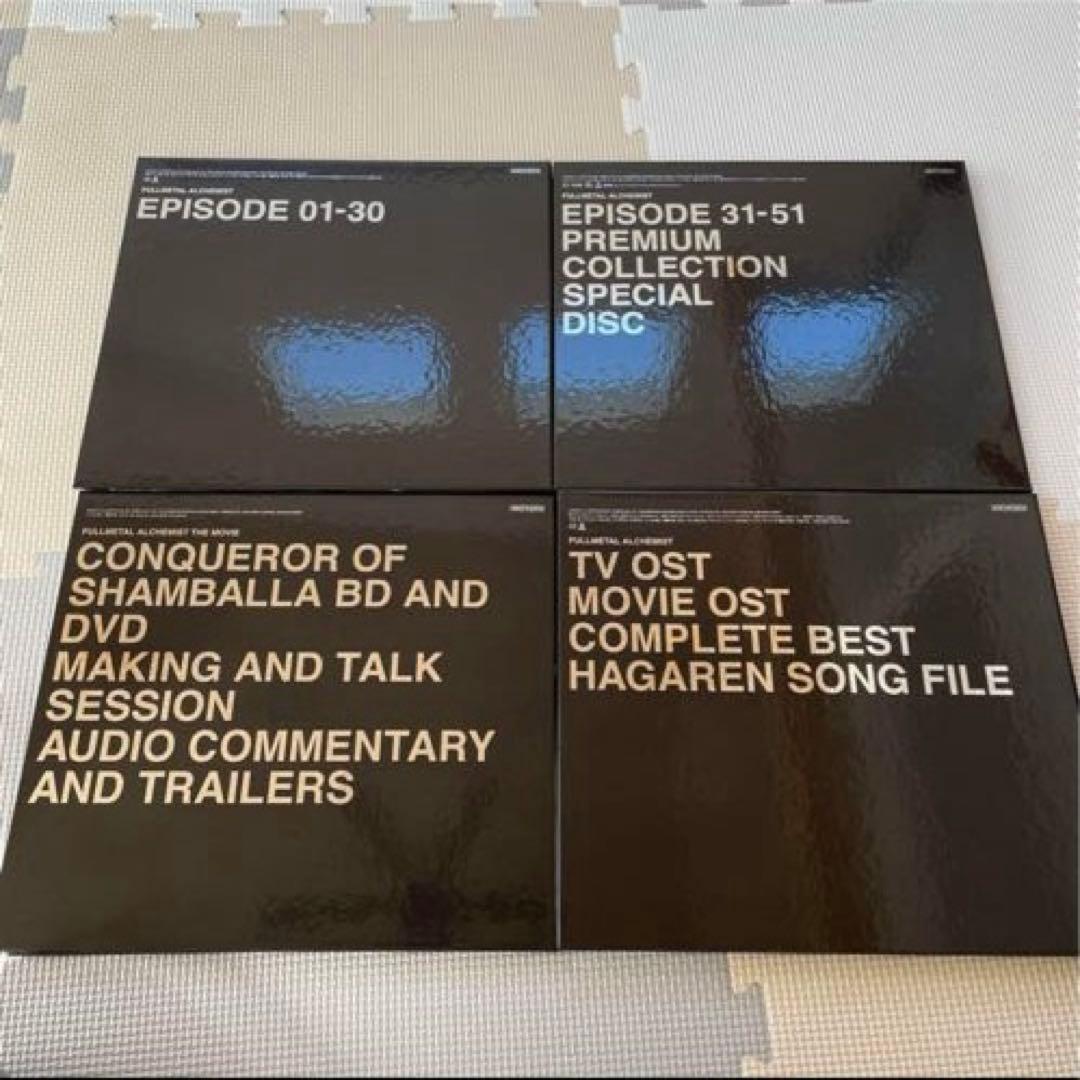 FULLMETAL ALCHEMIST
EPISODE 01-30
FULLMETAL ALCHEMIST
EPISODE 31-51
PREMIUM
COLLECTION
SPECIAL
DISC
FULLMETAL ALCHEMIST THE MOVIE
CONQUEROR OF
SHAMBALLA BD AND
DVD
MAKING AND TALK
SESSION
AUDIO COMMENTARY
AND TRAILERS
FULLMETAL ALCHEMIST
TV OST
MOVIE OST
COMPLETE BEST
HAGAREN SONG FILE